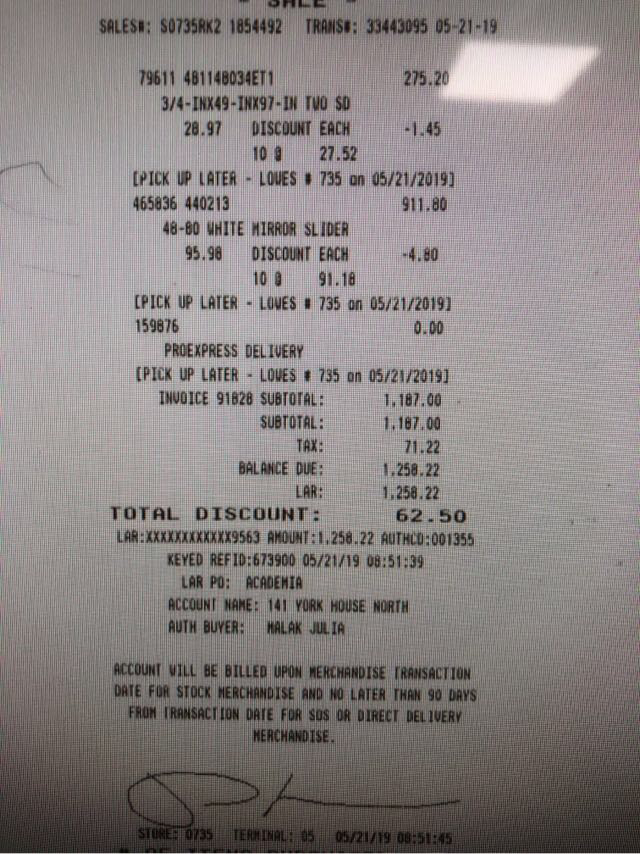 - SALE -
SALES#: S0735RK2 1854492 TRANS#: 33443095 05-21-19
79611 481148034ET1 275.20
3/4-INX49-INX97-IN TWO SD
28.97 DISCOUNT EACH -1.45
10 @ 27.52
[PICK UP LATER - LOWES # 735 on 05/21/2019]
465836 440213 911.80
48-80 WHITE MIRROR SLIDER
95.98 DISCOUNT EACH -4.80
10 @ 91.18
[PICK UP LATER - LOWES # 735 on 05/21/2019]
159876 0.00
PROEXPRESS DELIVERY
[PICK UP LATER - LOWES # 735 on 05/21/2019]
INVOICE 91828 SUBTOTAL: 1,187.00
SUBTOTAL: 1,187.00
TAX: 71.22
BALANCE DUE: 1,258.22
LAR: 1,258.22
TOTAL DISCOUNT: 62.50
LAR:XXXXXXXXXXXX9563 AMOUNT:1,258.22 AUTHCD:001355
KEYED REFID:673900 05/21/19 08:51:39
LAR PO: ACADEMIA
ACCOUNT NAME: 141 YORK HOUSE NORTH
AUTH BUYER: MALAK JULIA
ACCOUNT WILL BE BILLED UPON MERCHANDISE TRANSACTION
DATE FOR STOCK MERCHANDISE AND NO LATER THAN 90 DAYS
FROM TRANSACTION DATE FOR SOS OR DIRECT DELIVERY
MERCHANDISE.
STORE: 0735 TERMINAL: 05 05/21/19 08:51:45